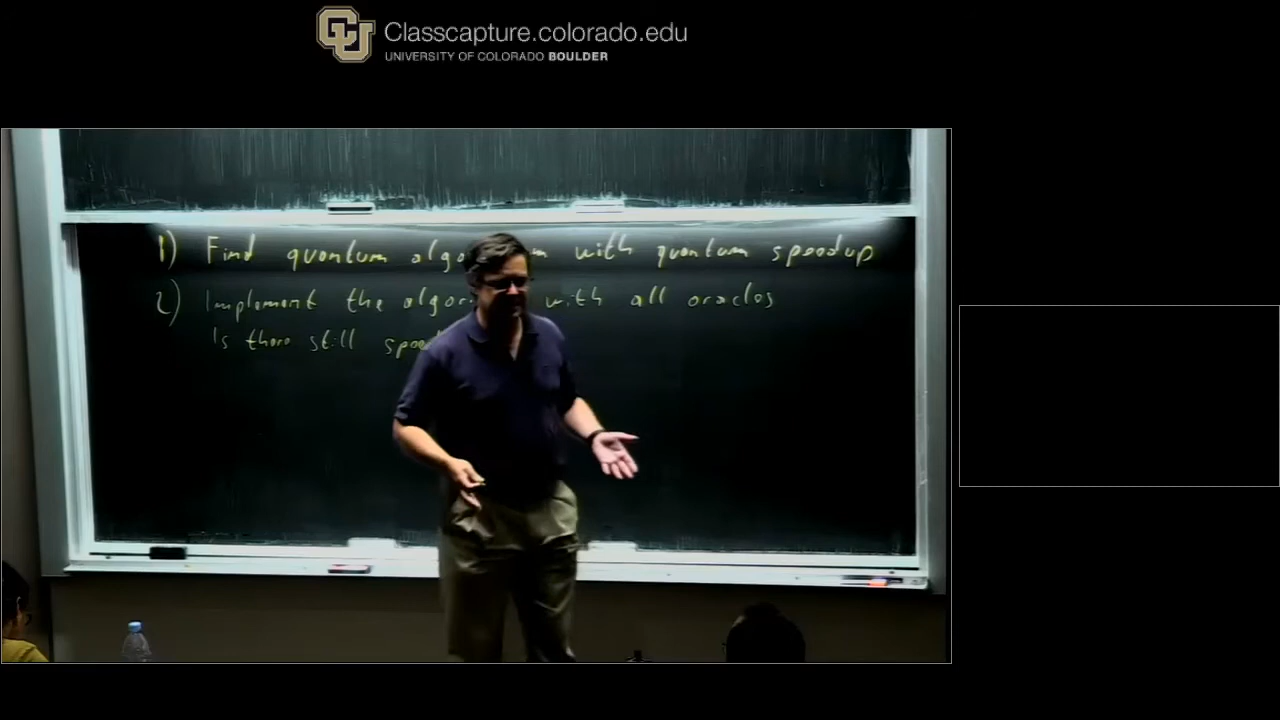 Classcapture.colorado.edu
UNIVERSITY OF COLORADO BOULDER
1) Find quantum algo m with quantum speedup
2) Implement the algor with all oracles
Is there still spee